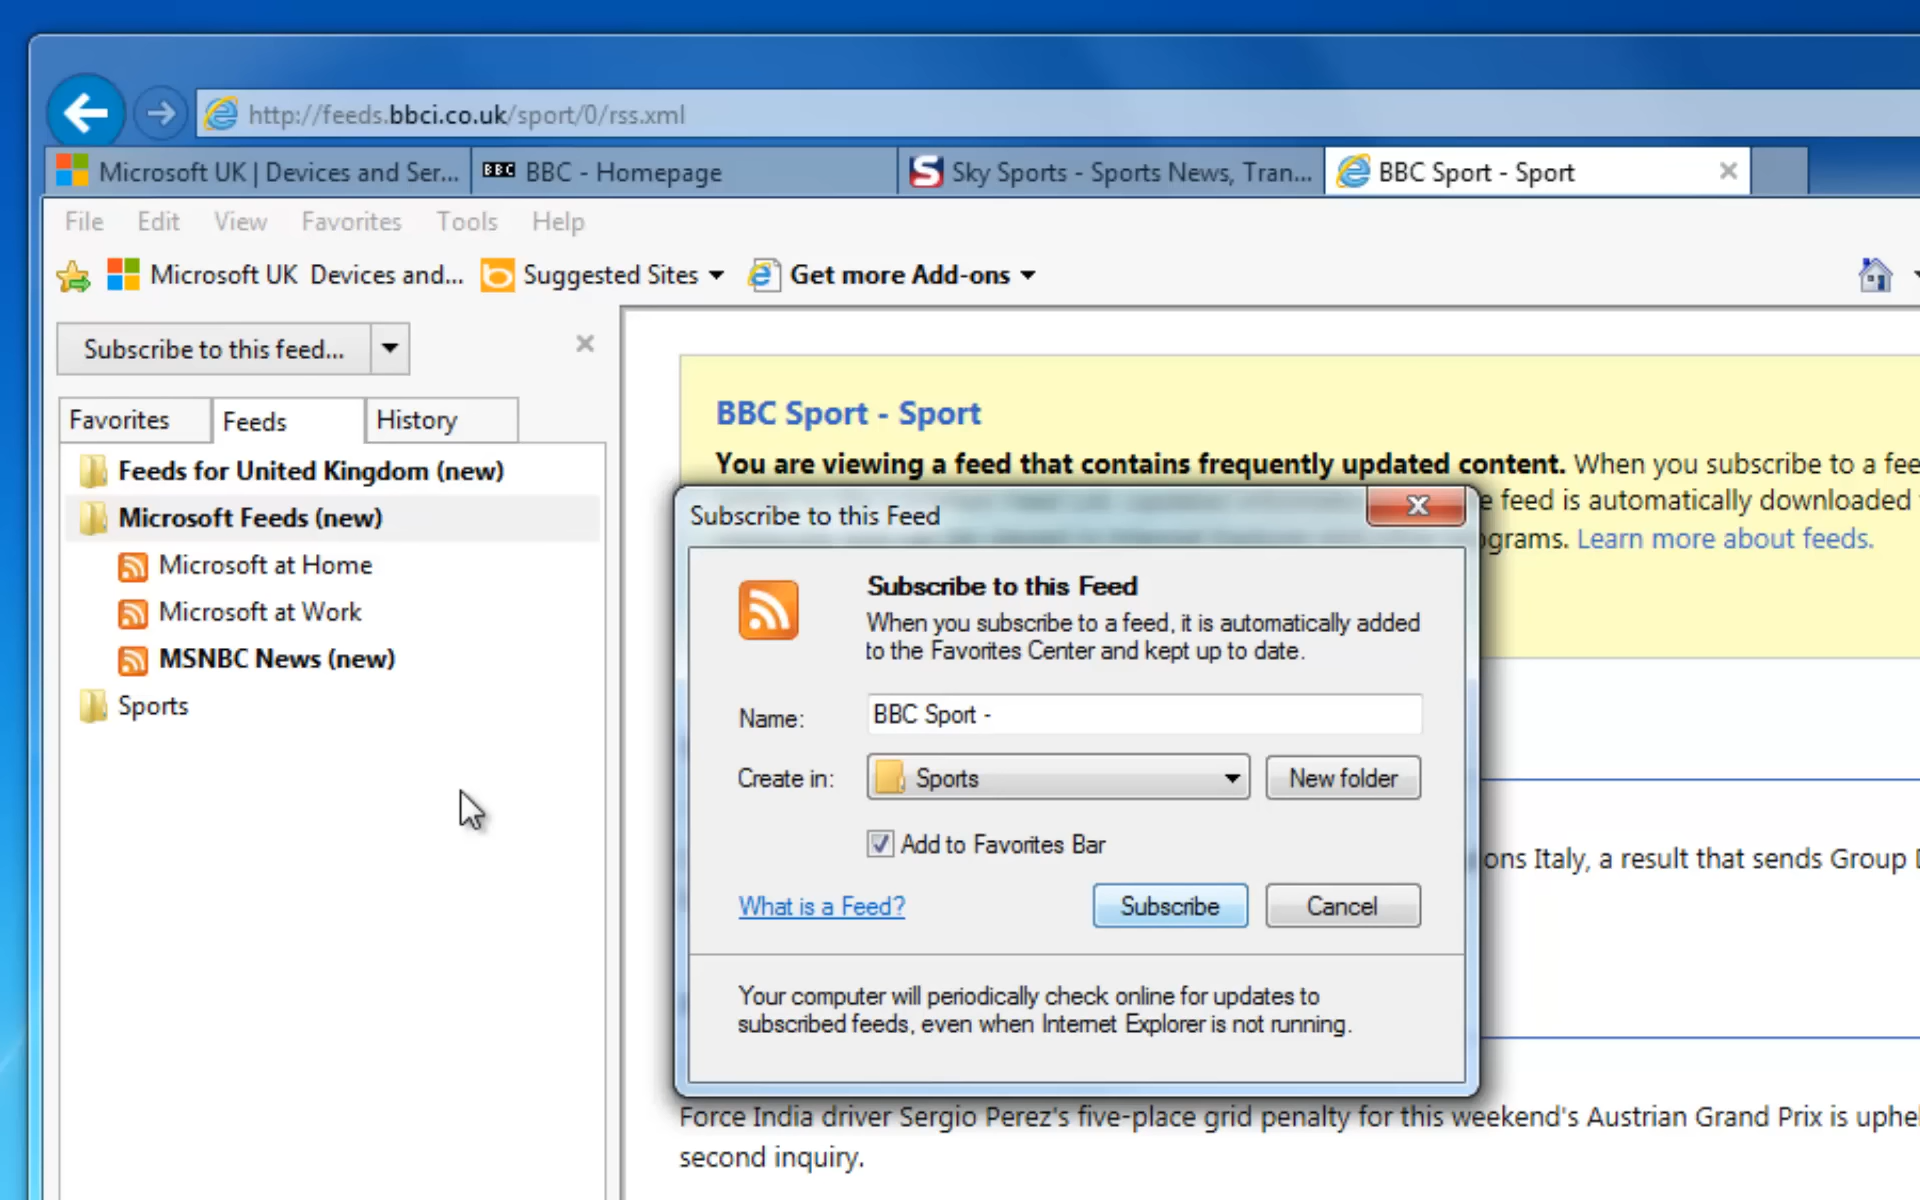 http://feeds.bbci.co.uk/sport/0/rss.xml
Microsoft UK | Devices and Ser...
BBC BBC - Homepage
S Sky Sports - Sports News, Tran...
BBC Sport - Sport
File Edit View Favorites Tools Help
Microsoft UK Devices and...
Suggested Sites
Get more Add-ons
Subscribe to this feed...
Favorites Feeds History
Feeds for United Kingdom (new)
Microsoft Feeds (new)
Microsoft at Home
Microsoft at Work
MSNBC News (new)
Sports
BBC Sport - Sport
You are viewing a feed that contains frequently updated content. When you subscribe to a fee
e feed is automatically downloaded
ograms. Learn more about feeds.
Subscribe to this Feed
Subscribe to this Feed
When you subscribe to a feed, it is automatically added
to the Favorites Center and kept up to date.
Name: BBC Sport -
Create in: Sports New folder
Add to Favorites Bar
What is a Feed? Subscribe Cancel
Your computer will periodically check online for updates to
subscribed feeds, even when Internet Explorer is not running.
ons Italy, a result that sends Group
Force India driver Sergio Perez's five-place grid penalty for this weekend's Austrian Grand Prix is uphe
second inquiry.